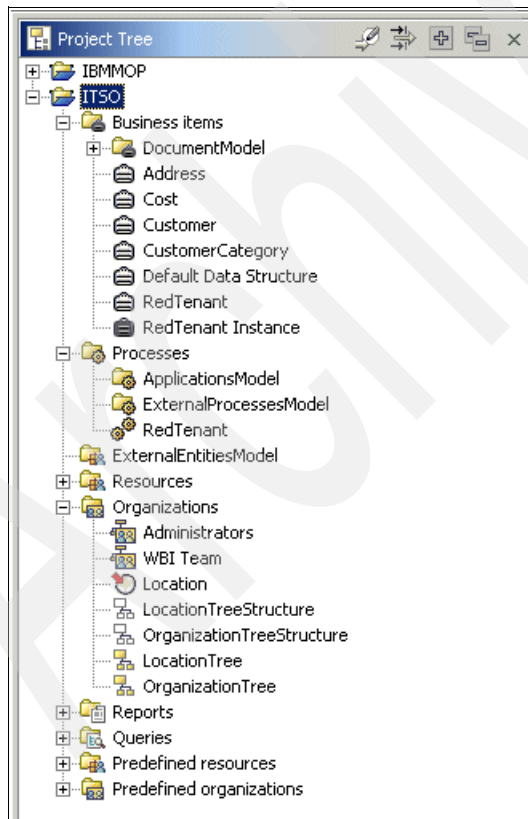 Project Tree
IBMMOP
ITSO
Business items
DocumentModel
Address
Cost
Customer
CustomerCategory
Default Data Structure
RedTenant
RedTenant Instance
Processes
ApplicationsModel
ExternalProcessesModel
RedTenant
ExternalEntitiesModel
Resources
Organizations
Administrators
WBI Team
Location
LocationTreeStructure
OrganizationTreeStructure
LocationTree
OrganizationTree
Reports
Queries
Predefined resources
Predefined organizations